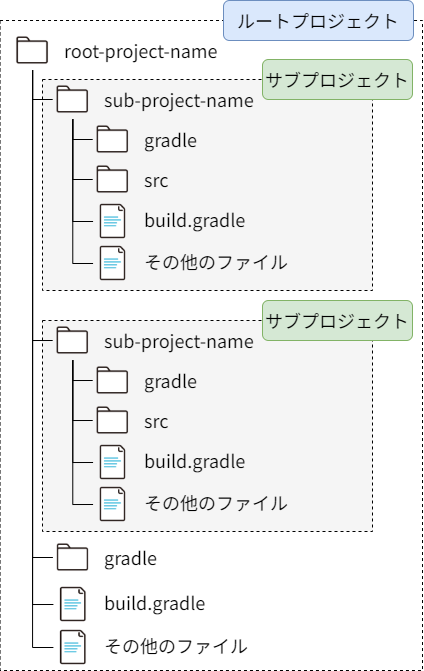 ルートプロジェクト
root-project-name
サブプロジェクト
sub-project-name
gradle
src
build.gradle
その他のファイル
サブプロジェクト
sub-project-name
gradle
src
build.gradle
その他のファイル
gradle
build.gradle
その他のファイル